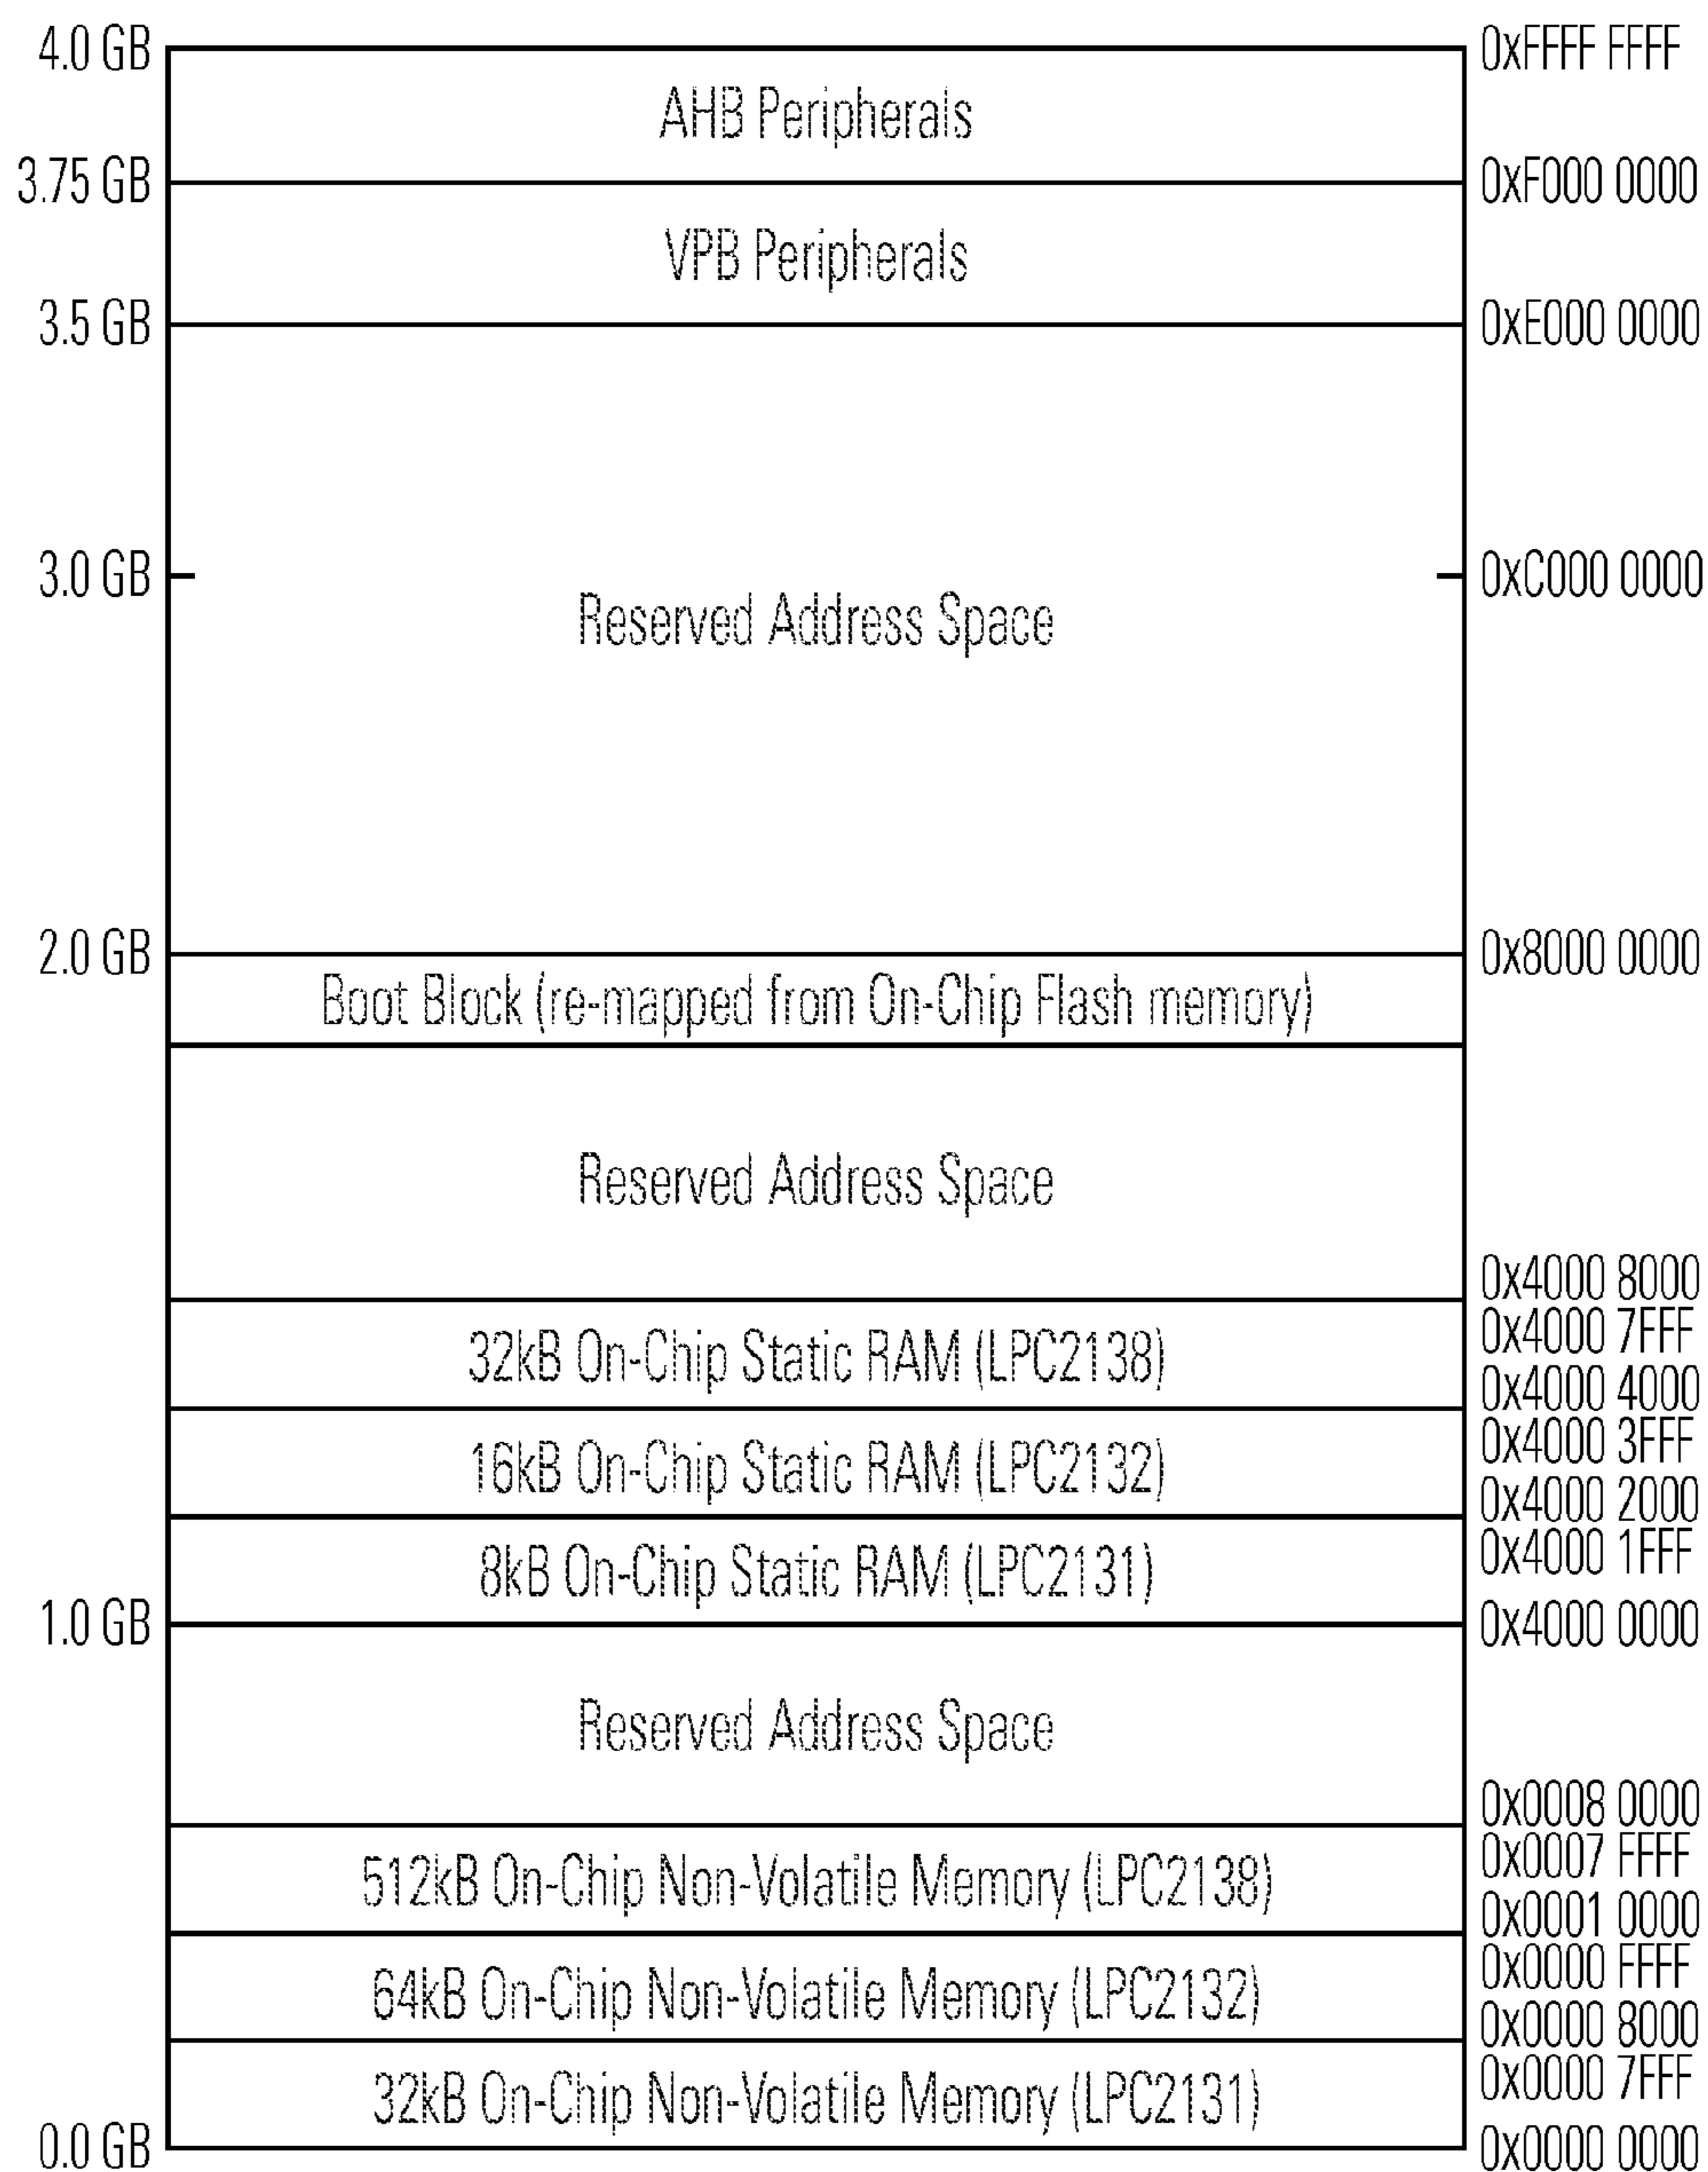 4.0 GB 0xFFFF FFFF
AHB Peripherals
3.75 GB 0xF000 0000
VPB Peripherals
3.5 GB 0xE000 0000
3.0 GB 0xC000 0000
Reserved Address Space
2.0 GB 0x8000 0000
Boot Block (re-mapped from On-Chip Flash memory)
Reserved Address Space
0x4000 8000
0x4000 7FFF
32kB On-Chip Static RAM (LPC2138)
0x4000 4000
0x4000 3FFF
16kB On-Chip Static RAM (LPC2132)
0x4000 2000
0x4000 1FFF
8kB On-Chip Static RAM (LPC2131)
1.0 GB 0x4000 0000
Reserved Address Space
0x0008 0000
0x0007 FFFF
512kB On-Chip Non-Volatile Memory (LPC2138)
0x0001 0000
0x0000 FFFF
64kB On-Chip Non-Volatile Memory (LPC2132)
0x0000 8000
0x0000 7FFF
32kB On-Chip Non-Volatile Memory (LPC2131)
0.0 GB 0x0000 0000